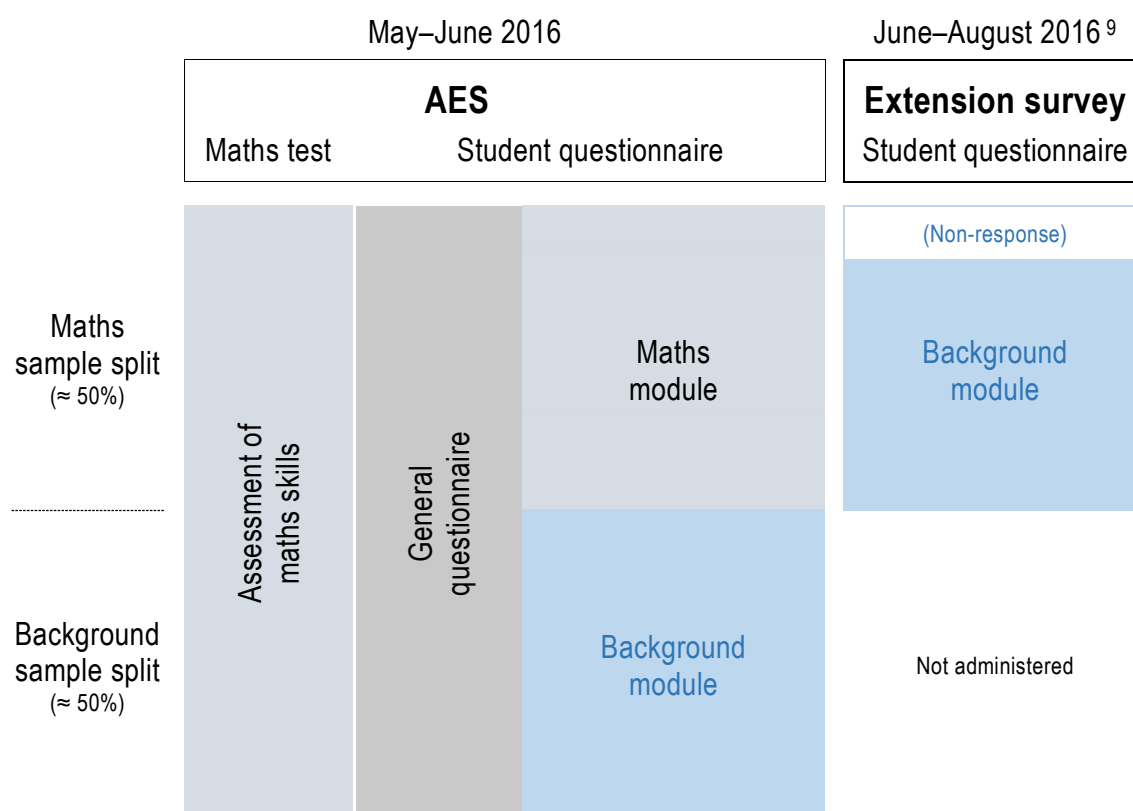 May–June 2016
June–August 2016 9
AES
Extension survey
Maths test
Student questionnaire
Student questionnaire
(Non-response)
Maths
sample split
(≈ 50%)
Assessment of
maths skills
General
questionnaire
Maths
module
Background
module
Background
sample split
(≈ 50%)
Background
module
Not administered